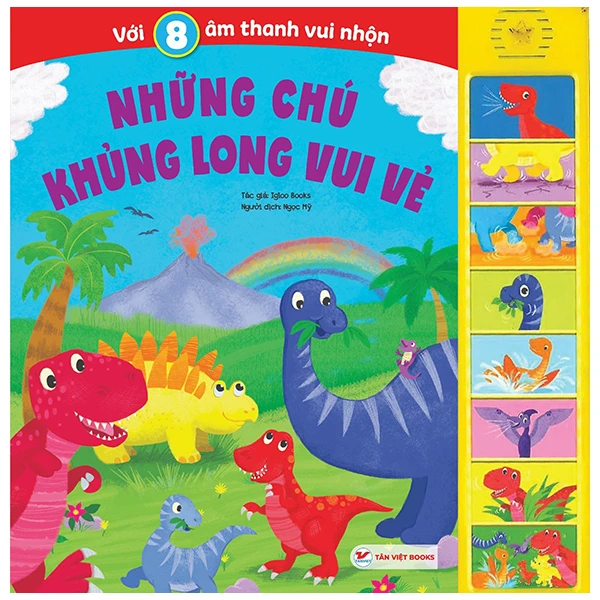 Với 8 âm thanh vui nhộn
NHỮNG CHÚ
KHỦNG LONG VUI VẺ
Tác giả: Igloo Books
Người dịch: Ngọc Mỹ
TÂN VIỆT BOOKS